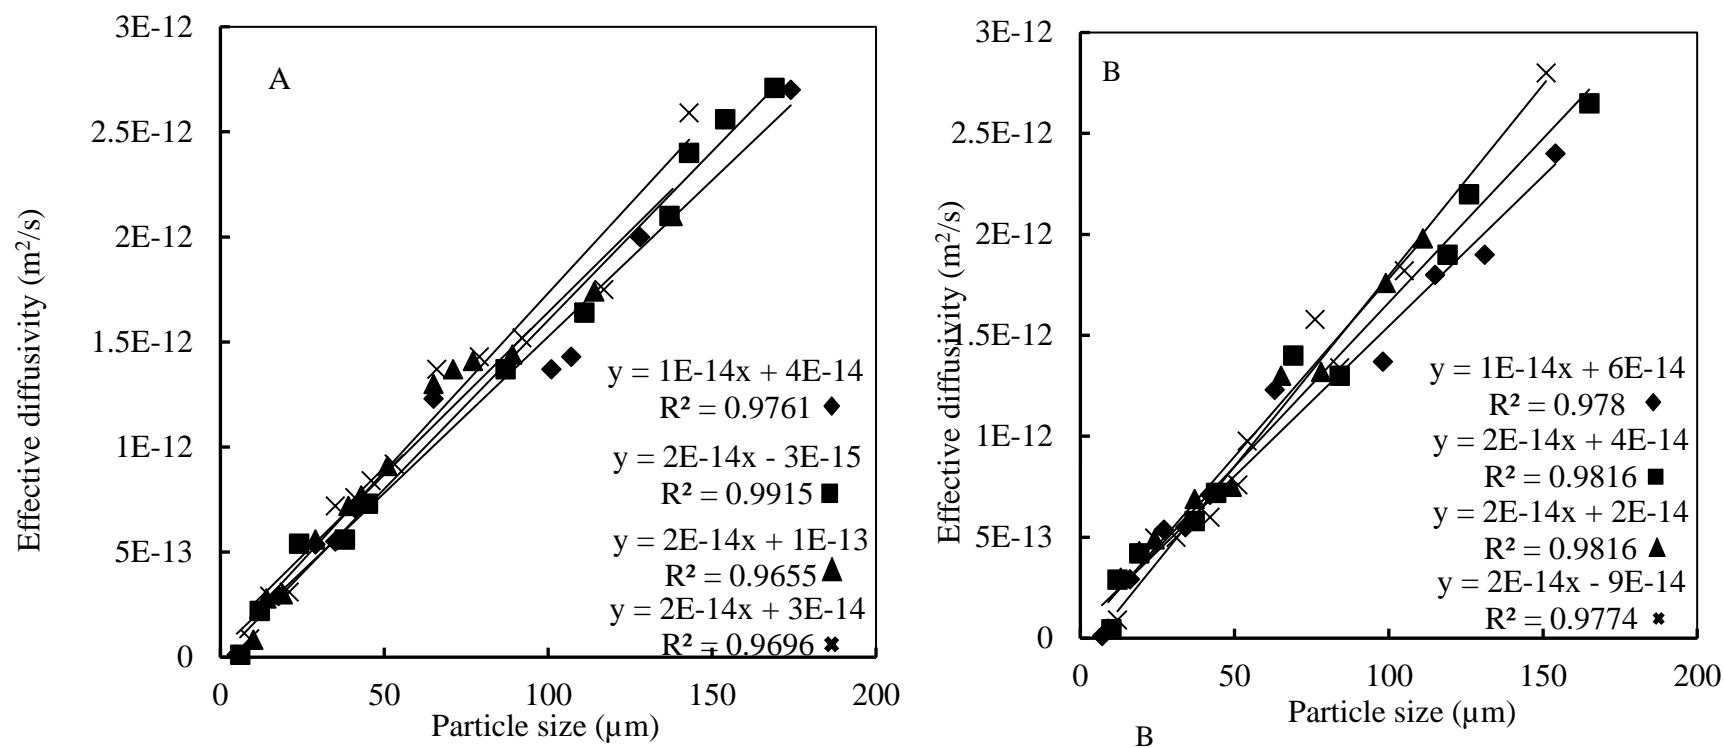 A
3E-12
2.5E-12
2E-12
1.5E-12
1E-12
5E-13
0
Effective diffusivity (m²/s)
y = 1E-14x + 4E-14
R² = 0.9761
y = 2E-14x - 3E-15
R² = 0.9915
y = 2E-14x + 1E-13
R² = 0.9655
y = 2E-14x + 3E-14
R² = 0.9696
0 50 100 150 200
Particle size (µm)
B
3E-12
2.5E-12
2E-12
1.5E-12
1E-12
5E-13
0
Effective diffusivity (m²/s)
y = 1E-14x + 6E-14
R² = 0.978
y = 2E-14x + 4E-14
R² = 0.9816
y = 2E-14x + 2E-14
R² = 0.9816
y = 2E-14x - 9E-14
R² = 0.9774
0 50 100 150 200
Particle size (µm)
B